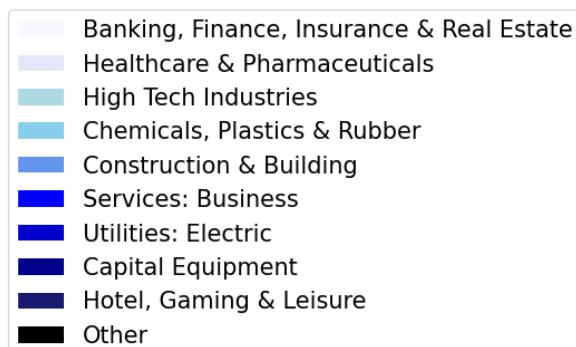 Banking, Finance, Insurance & Real Estate
Healthcare & Pharmaceuticals
High Tech Industries
Chemicals, Plastics & Rubber
Construction & Building
Services: Business
Utilities: Electric
Capital Equipment
Hotel, Gaming & Leisure
Other